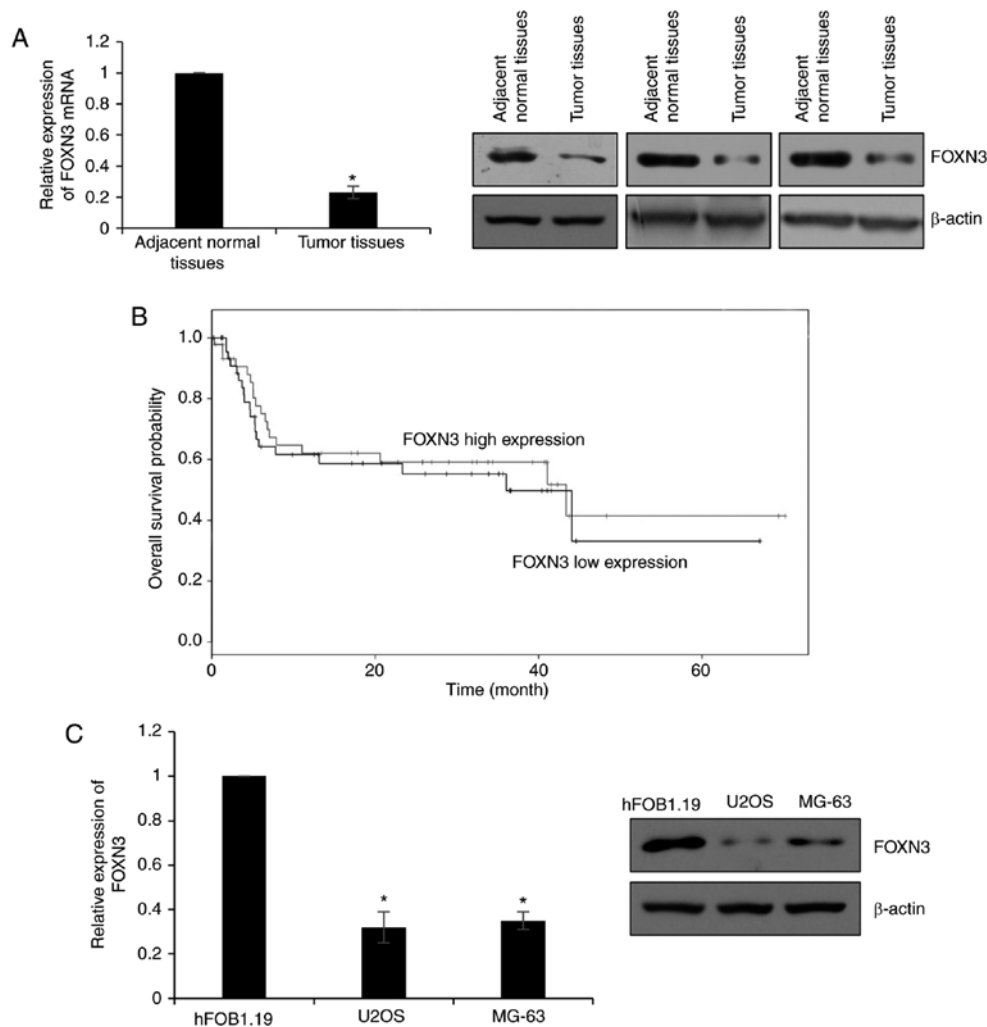 A
Relative expression
of FOXN3 mRNA
1.2
1
0.8
0.6
0.4
0.2
0
*
Adjacent normal
tissues
Tumor tissues
Adjacent
normal tissues
Tumor tissues
Adjacent
normal tissues
Tumor tissues
Adjacent
normal tissues
Tumor tissues
FOXN3
β-actin
B
Overall survival probability
1.0
0.8
0.6
0.4
0.2
0.0
FOXN3 high expression
FOXN3 low expression
0
20
40
60
Time (month)
C
Relative expression of
FOXN3
1.2
1
0.8
0.6
0.4
0.2
0
*
*
hFOB1.19
U2OS
MG-63
hFOB1.19
U2OS
MG-63
FOXN3
β-actin